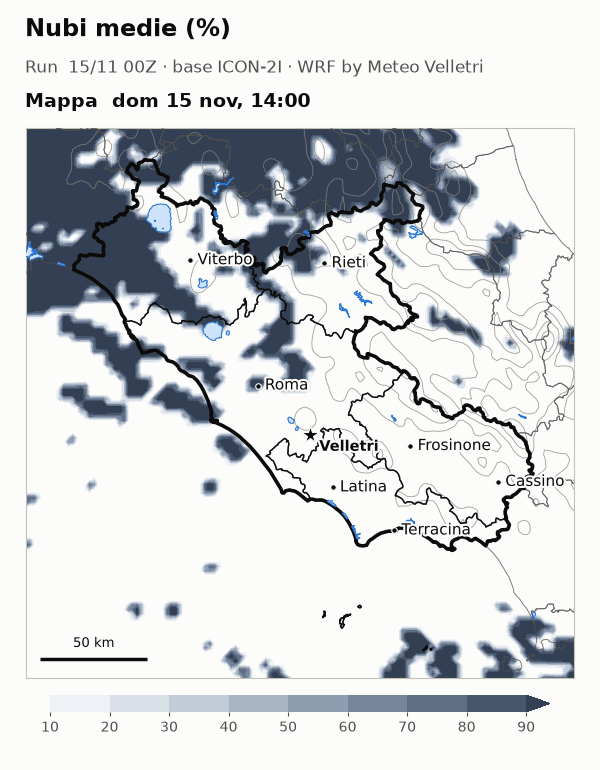 Nubi medie (%)
Run 15/11 00Z · base ICON-2I · WRF by Meteo Velletri
Mappa dom 15 nov, 14:00
Viterbo
Rieti
Roma
Velletri
Frosinone
Latina
Cassino
Terracina
50 km
10 20 30 40 50 60 70 80 90